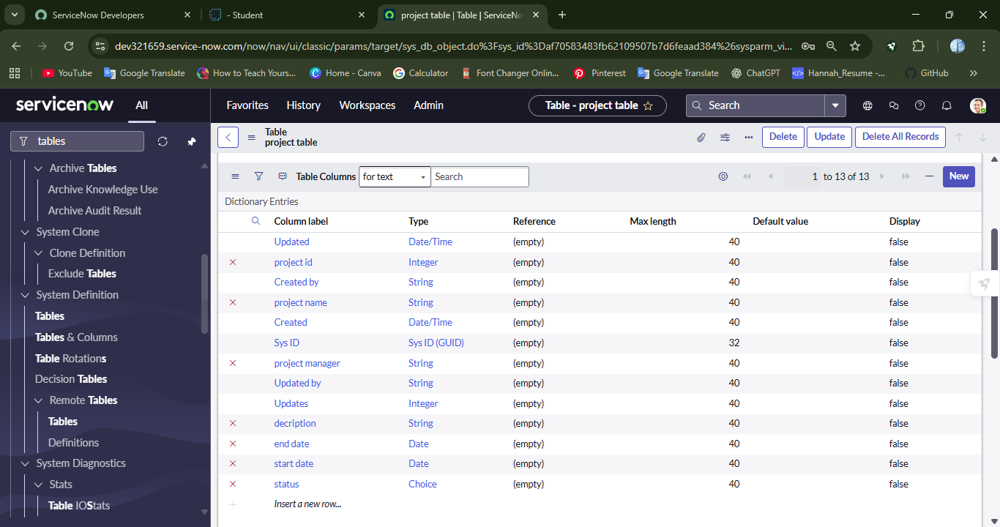 ServiceNow Developers
- Student
project table | Table | ServiceNo
dev321659.service-now.com/now/nav/ui/classic/params/target/sys_db_object.do%3Fsys_id%3Daf70583483fb62109507b7d6feaad384%26sysparm_vi...
YouTube
Google Translate
How to Teach Yours...
Home - Canva
Calculator
Font Changer Onlin...
Pinterest
Google Translate
ChatGPT
Hannah_Resume -...
GitHub
servicenow
All
Favorites
History
Workspaces
Admin
Table - project table
Search
tables
Table
project table
Delete
Update
Delete All Records
Archive Tables
Archive Knowledge Use
Archive Audit Result
System Clone
Clone Definition
Exclude Tables
System Definition
Tables
Tables & Columns
Table Rotations
Decision Tables
Remote Tables
Tables
Definitions
System Diagnostics
Stats
Table IOStats
Table Columns for text Search 1 to 13 of 13 New
Dictionary Entries
Column label Type Reference Max length Default value Display
Updated Date/Time (empty) 40 false
project id Integer (empty) 40 false
Created by String (empty) 40 false
project name String (empty) 40 false
Created Date/Time (empty) 40 false
Sys ID Sys ID (GUID) (empty) 32 false
project manager String (empty) 40 false
Updated by String (empty) 40 false
Updates Integer (empty) 40 false
decription String (empty) 40 false
end date Date (empty) 40 false
start date Date (empty) 40 false
status Choice (empty) 40 false
Insert a new row...